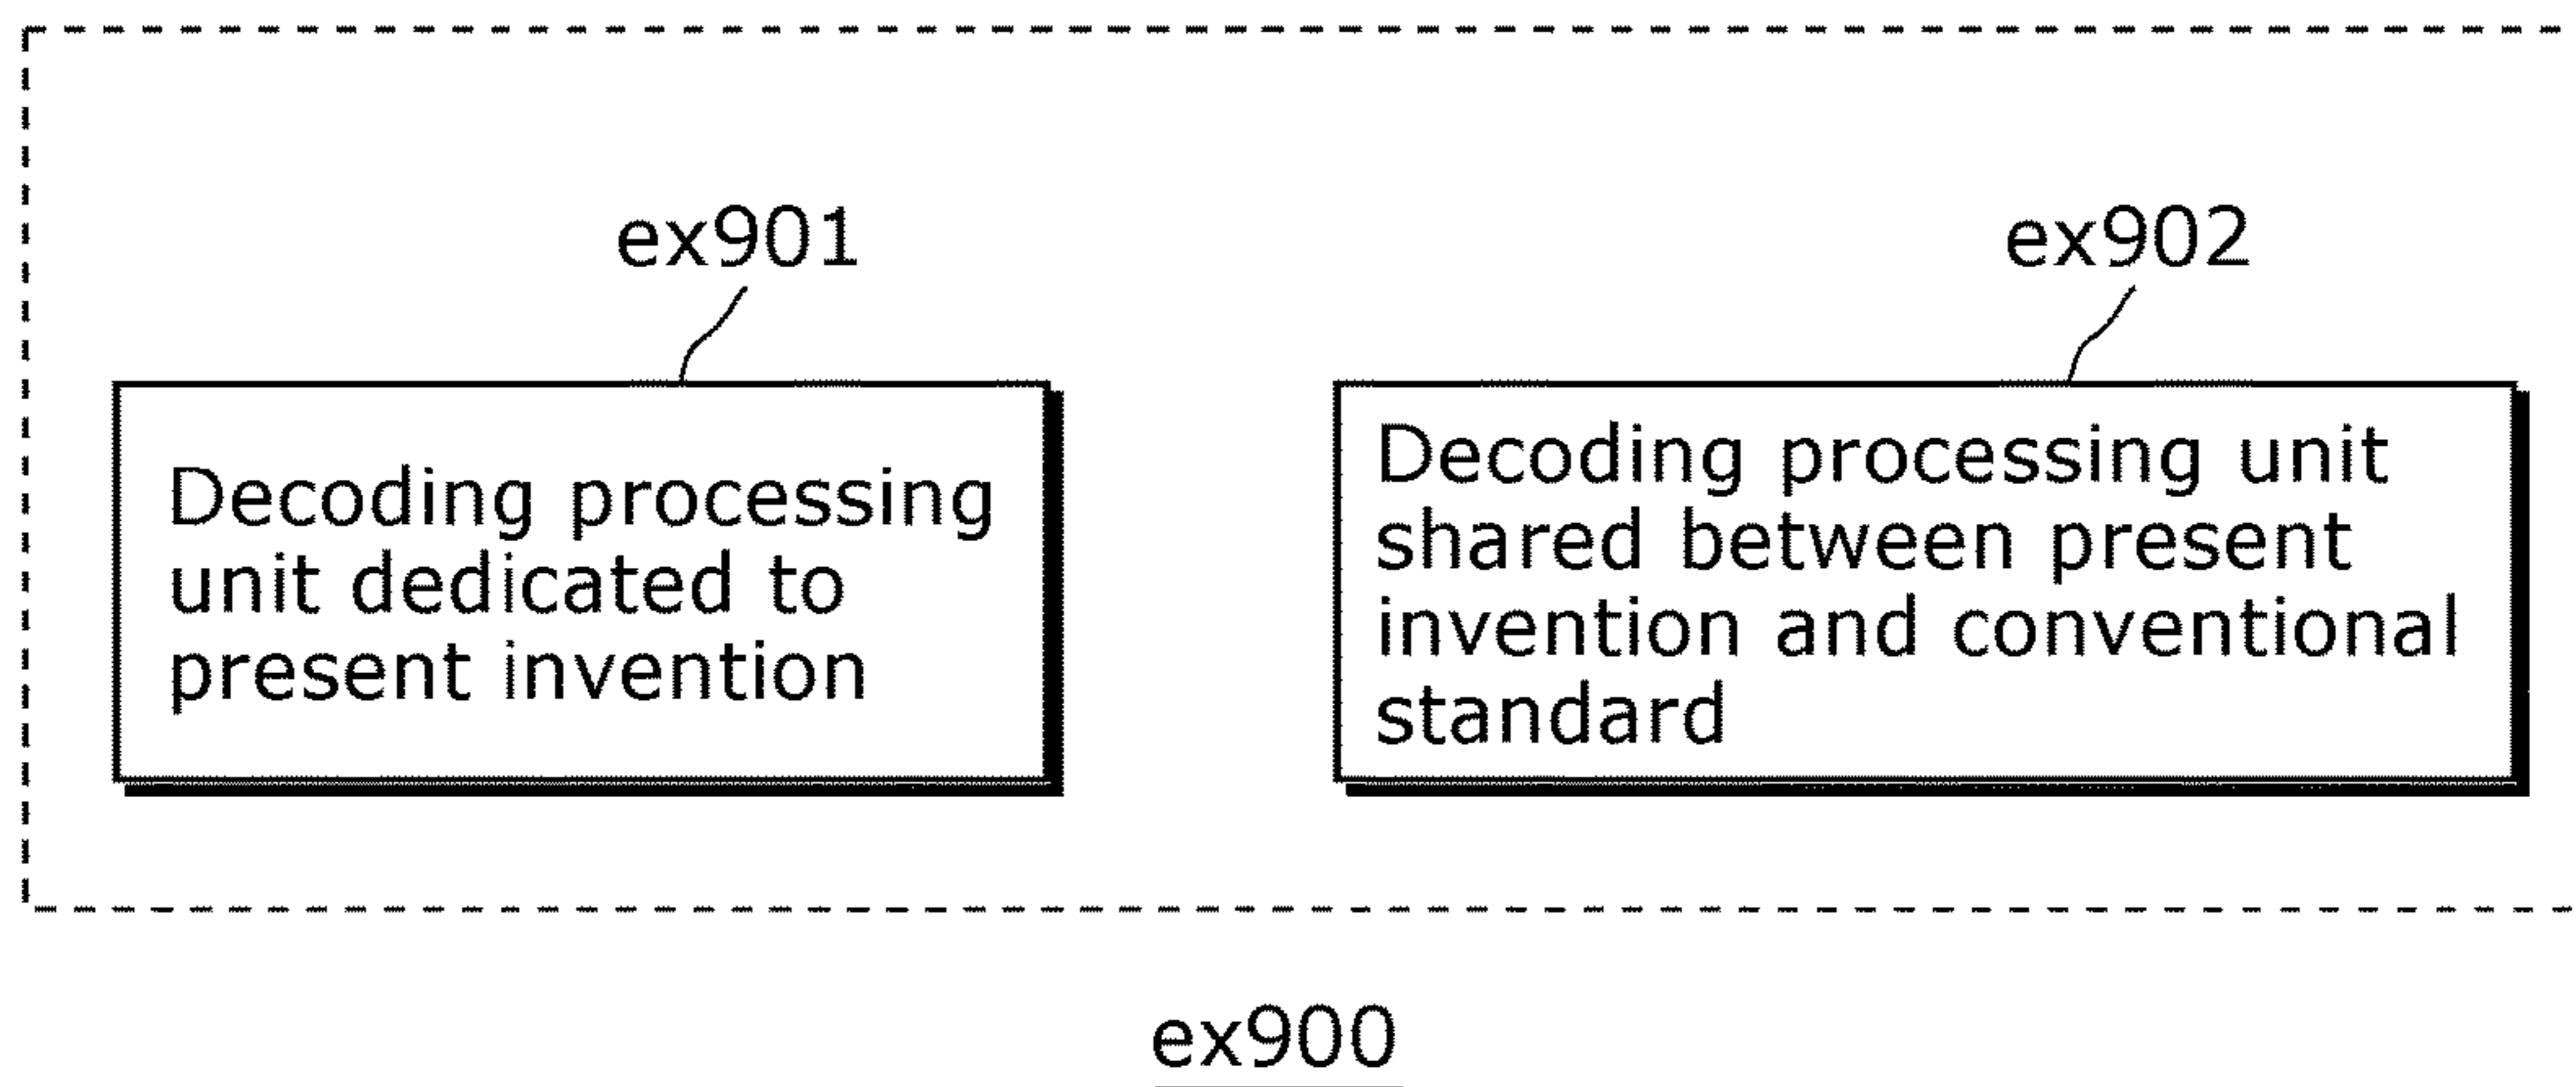 ex901
ex902
Decoding processing
unit dedicated to
present invention
Decoding processing unit
shared between present
invention and conventional
standard
ex900